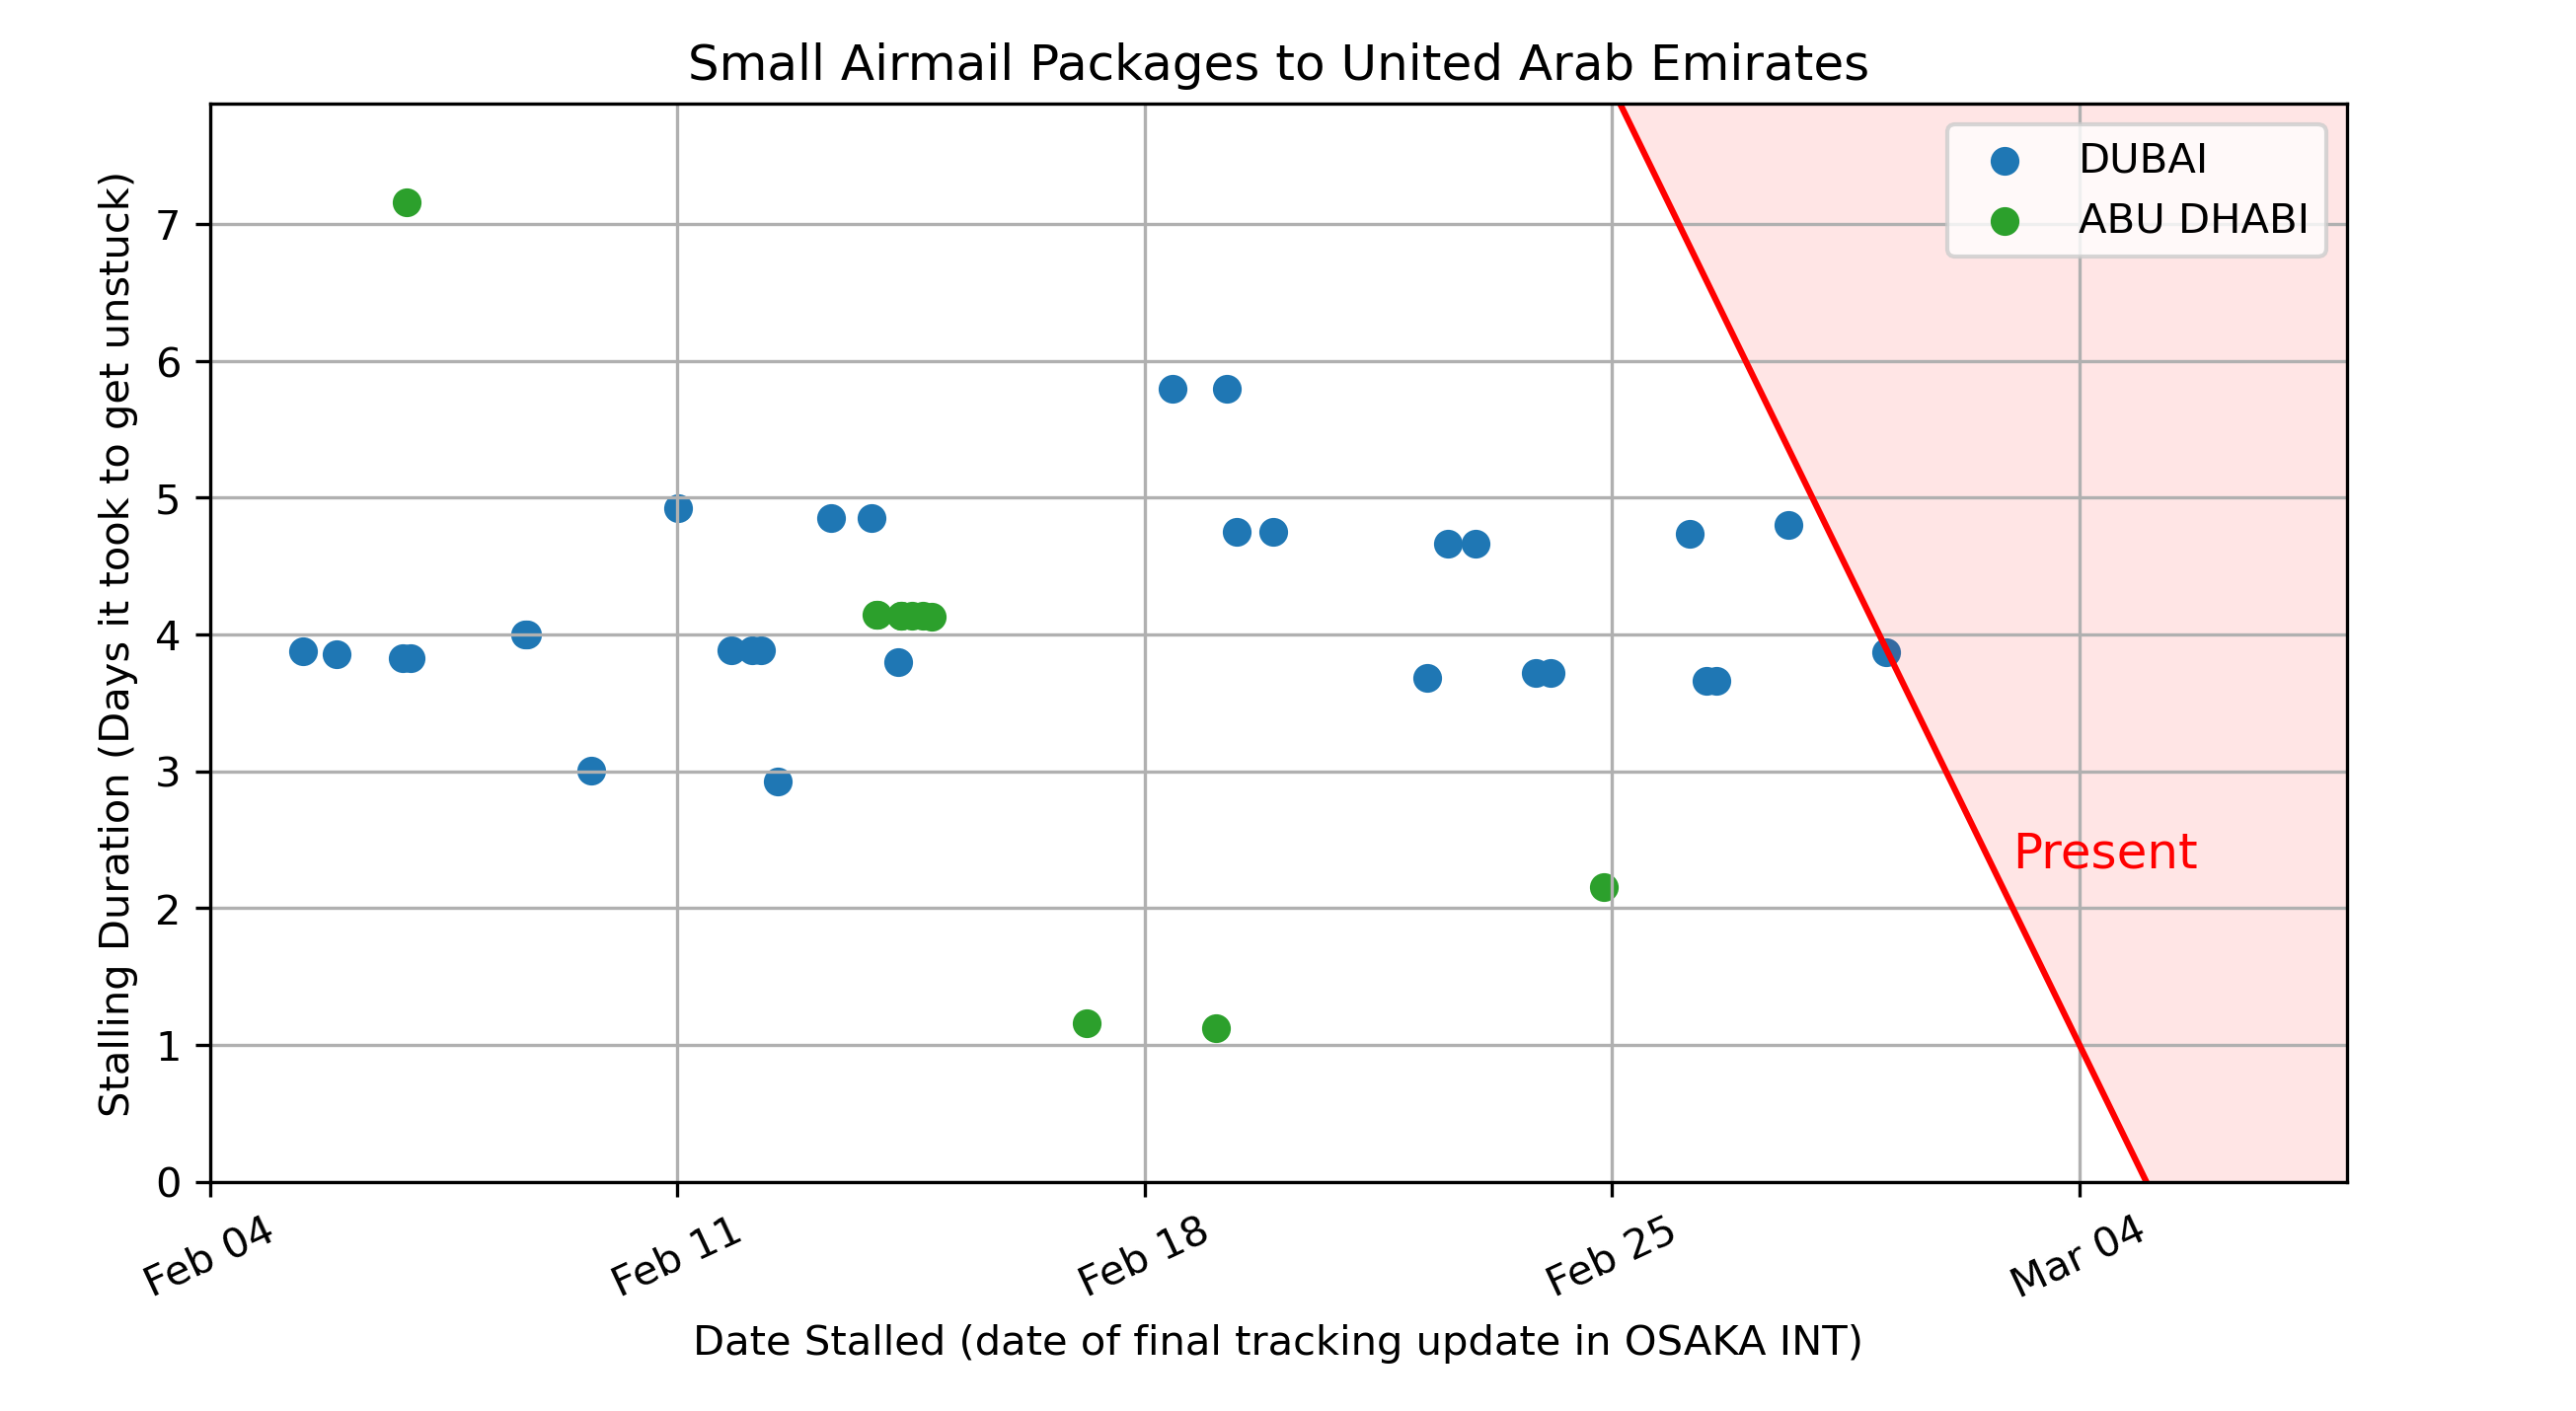 Small Airmail Packages to United Arab Emirates
DUBAI
ABU DHABI
Stalling Duration (Days it took to get unstuck)
7
6
5
4
3
2
1
0
Present
Feb 04
Feb 11
Feb 18
Feb 25
Mar 04
Date Stalled (date of final tracking update in OSAKA INT)